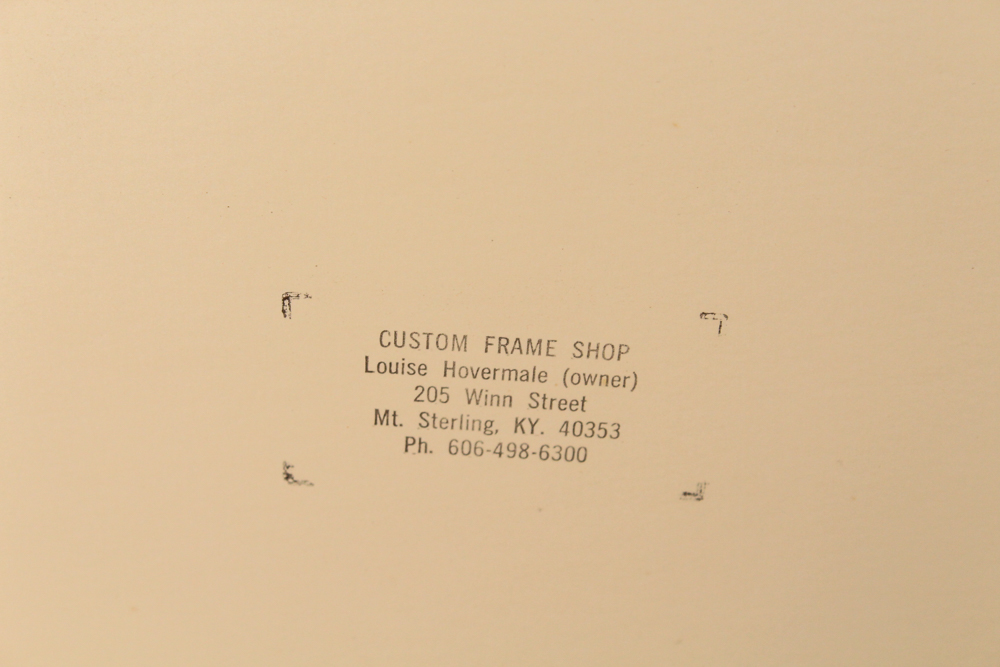 CUSTOM FRAME SHOP
Louise Hovermale (owner)
205 Winn Street
Mt. Sterling, KY. 40353
Ph. 606-498-6300